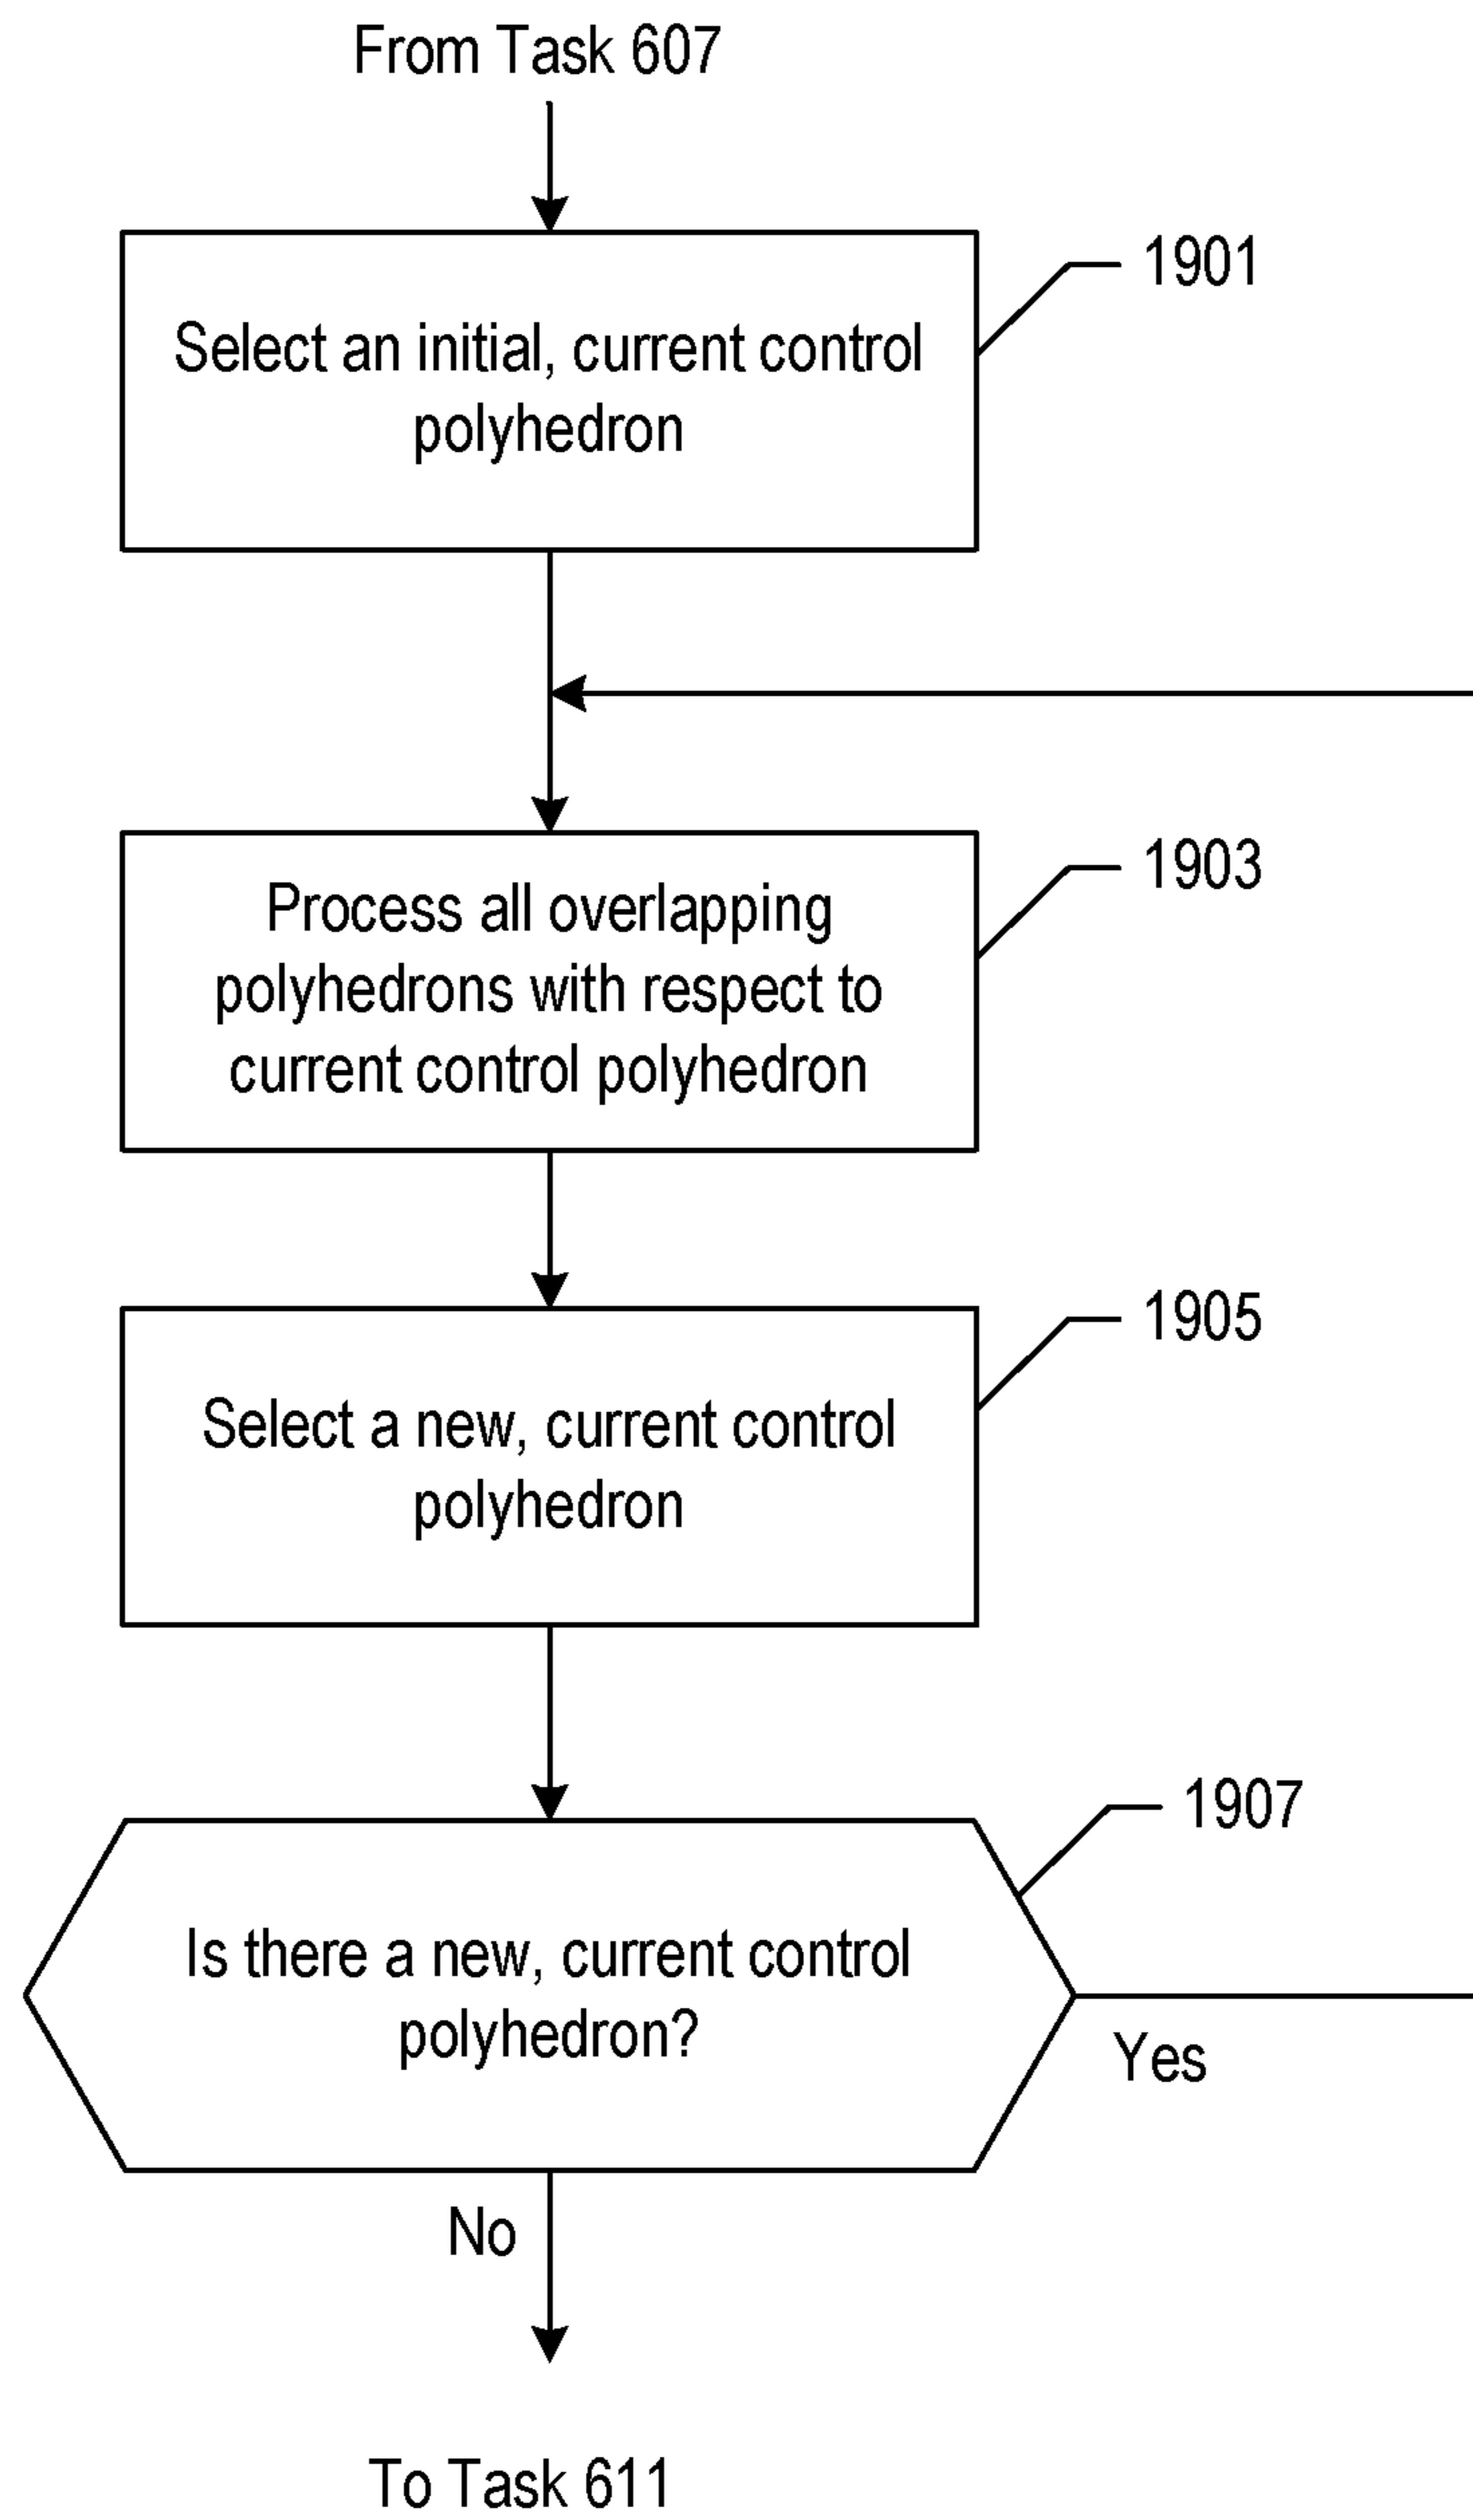 From Task 607
1901
Select an initial, current control
polyhedron
1903
Process all overlapping
polyhedrons with respect to
current control polyhedron
1905
Select a new, current control
polyhedron
1907
Is there a new, current control
polyhedron?
Yes
No
To Task 611